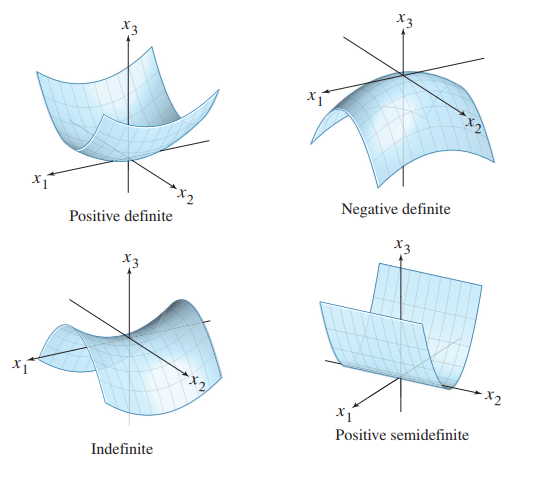 x₃
x₁
x₂
Positive definite
x₃
x₁
x₂
Negative definite
x₃
x₁
x₂
Indefinite
x₃
x₂
x₁
Positive semidefinite